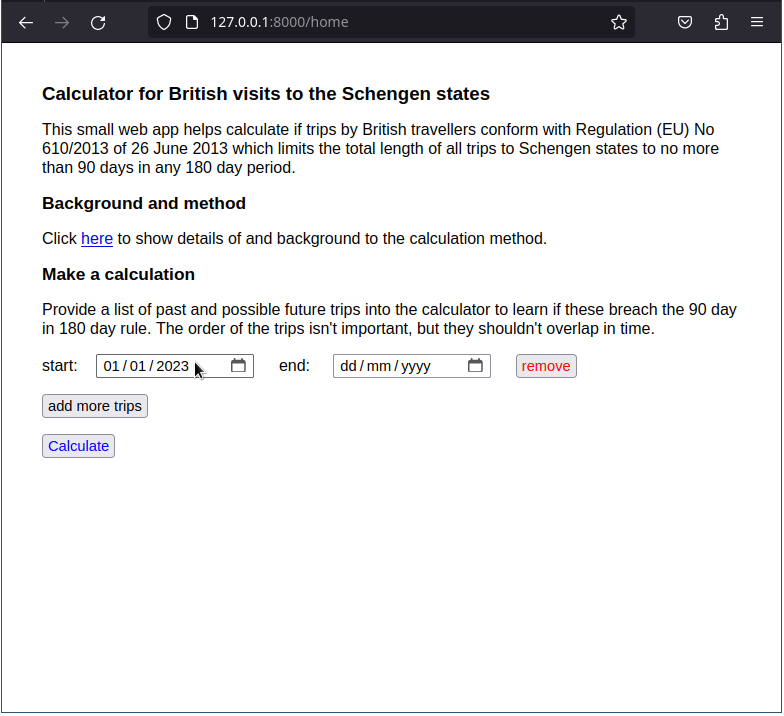 127.0.0.1:8000/home
Calculator for British visits to the Schengen states
This small web app helps calculate if trips by British travellers conform with Regulation (EU) No
610/2013 of 26 June 2013 which limits the total length of all trips to Schengen states to no more
than 90 days in any 180 day period.
Background and method
Click here to show details of and background to the calculation method.
Make a calculation
Provide a list of past and possible future trips into the calculator to learn if these breach the 90 day
in 180 day rule. The order of the trips isn't important, but they shouldn't overlap in time.
start: 01/01/2023 end: dd/mm/yyyy remove
add more trips
Calculate